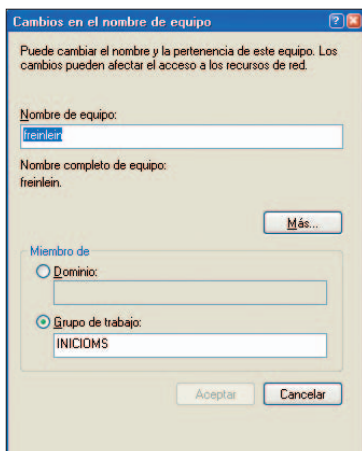 Cambios en el nombre de equipo
Puede cambiar el nombre y la pertenencia de este equipo. Los
cambios pueden afectar el acceso a los recursos de red.
Nombre de equipo:
freinlein
Nombre completo de equipo:
freinlein.
Más...
Miembro de
Dominio:
Grupo de trabajo:
INICIOMS
Aceptar
Cancelar